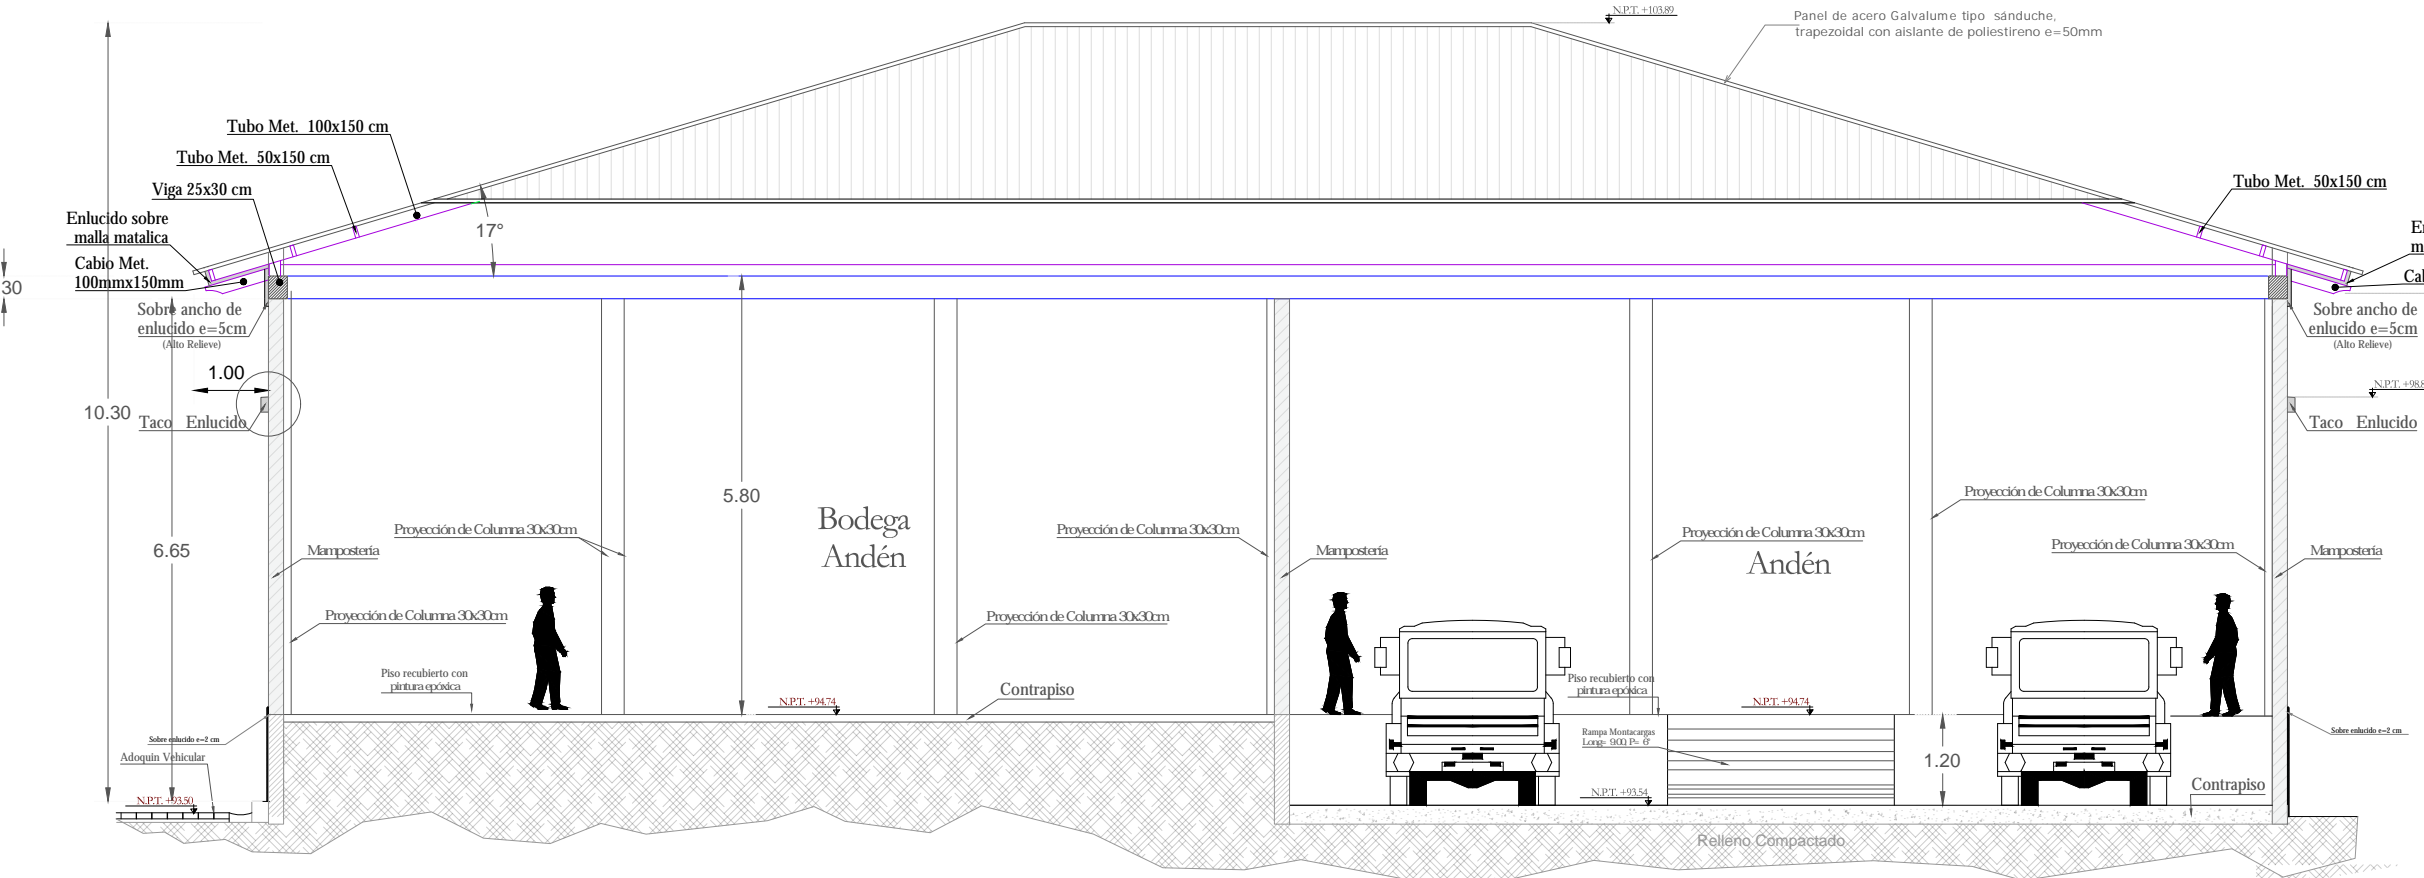 N.P.T. +103.89
Panel de acero Galvalume tipo sánduche,
trapezoidal con aislante de poliestireno e=50mm
Tubo Met. 100x150 cm
Tubo Met. 50x150 cm
Viga 25x30 cm
Enlucido sobre
malla matalica
Cabio Met.
100mmx150mm
30
Sobre ancho de
enlucido e=5cm
(Alto Relieve)
1.00
10.30
Taco Enlucido
17°
6.65
5.80
Tubo Met. 50x150 cm
Sobre ancho de
enlucido e=5cm
(Alto Relieve)
Taco Enlucido
Bodega
Andén
Andén
Proyección de Columna 30x30cm
Mampostería
Proyección de Columna 30x30cm
Proyección de Columna 30x30cm
Mampostería
Proyección de Columna 30x30cm
Proyección de Columna 30x30cm
Proyección de Columna 30x30cm
Proyección de Columna 30x30cm
Mampostería
Piso recubierto con
pintura epóxica
N.P.T. +94.74
Contrapiso
Piso recubierto con
pintura epóxica
N.P.T. +94.74
Sobre enlucido e=2 cm
Adoquin Vehicular
N.P.T. +93.50
Rampa Montacargas
N.P.T. +93.54
1.20
Sobre enlucido e=2 cm
Contrapiso
Relleno Compactado